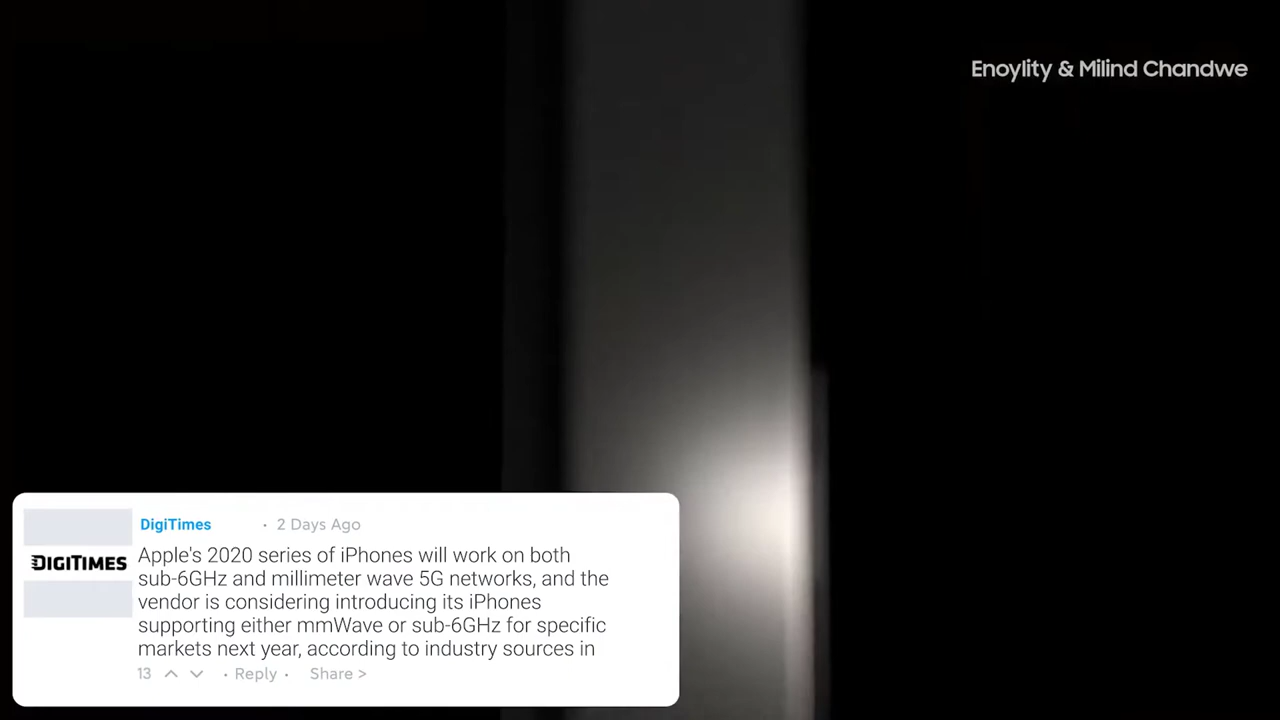 Enoylity & Milind Chandwe
DigiTimes · 2 Days Ago
DIGITIMES
Apple's 2020 series of iPhones will work on both
sub-6GHz and millimeter wave 5G networks, and the
vendor is considering introducing its iPhones
supporting either mmWave or sub-6GHz for specific
markets next year, according to industry sources in
13 · Reply · Share >